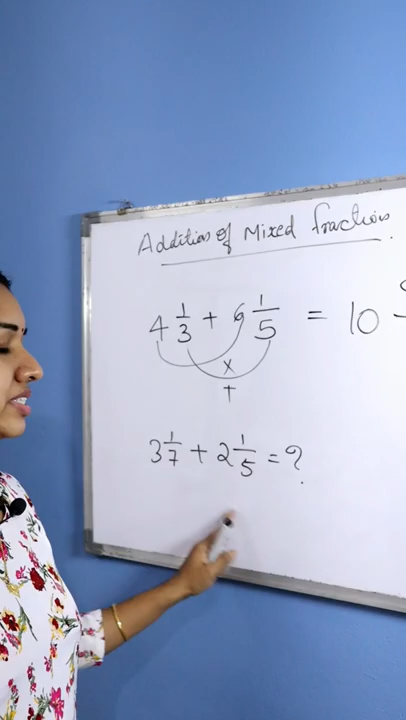 Addition of Mixed fractions.
4 1/3 + 6 1/5 = 10
×
+
3 1/7 + 2 1/5 = ?